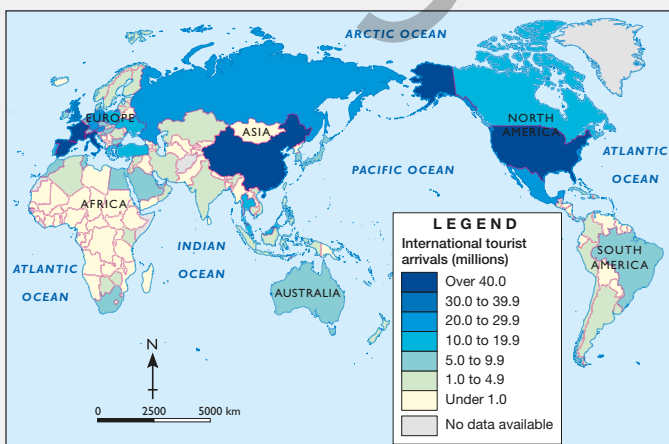 ARCTIC OCEAN
EUROPE
ASIA
NORTH
AMERICA
ATLANTIC
OCEAN
PACIFIC OCEAN
AFRICA
INDIAN
OCEAN
ATLANTIC
OCEAN
AUSTRALIA
SOUTH
AMERICA
N
0 2500 5000 km
LEGEND
International tourist
arrivals (millions)
Over 40.0
30.0 to 39.9
20.0 to 29.9
10.0 to 19.9
5.0 to 9.9
1.0 to 4.9
Under 1.0
No data available